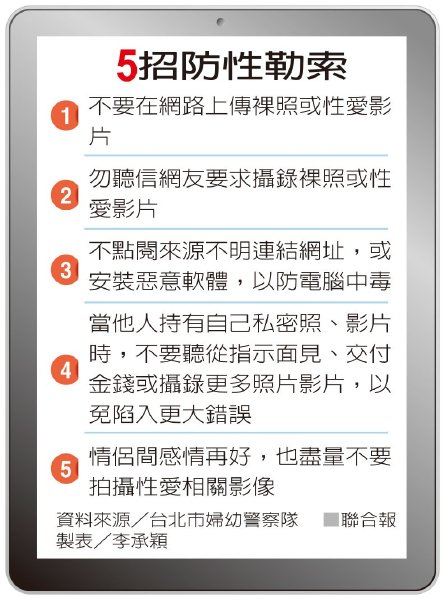 5招防性勒索
1 不要在網路上傳裸照或性愛影
片
2 勿聽信網友要求攝錄裸照或性
愛影片
3 不點閱來源不明連結網址，或
安裝惡意軟體，以防電腦中毒
4 當他人持有自己私密照、影片
時，不要聽從指示面見、交付
金錢或攝錄更多照片影片，以
免陷入更大錯誤
5 情侶間感情再好，也盡量不要
拍攝性愛相關影像
資料來源／台北市婦幼警察隊 ■聯合報
製表／李承穎